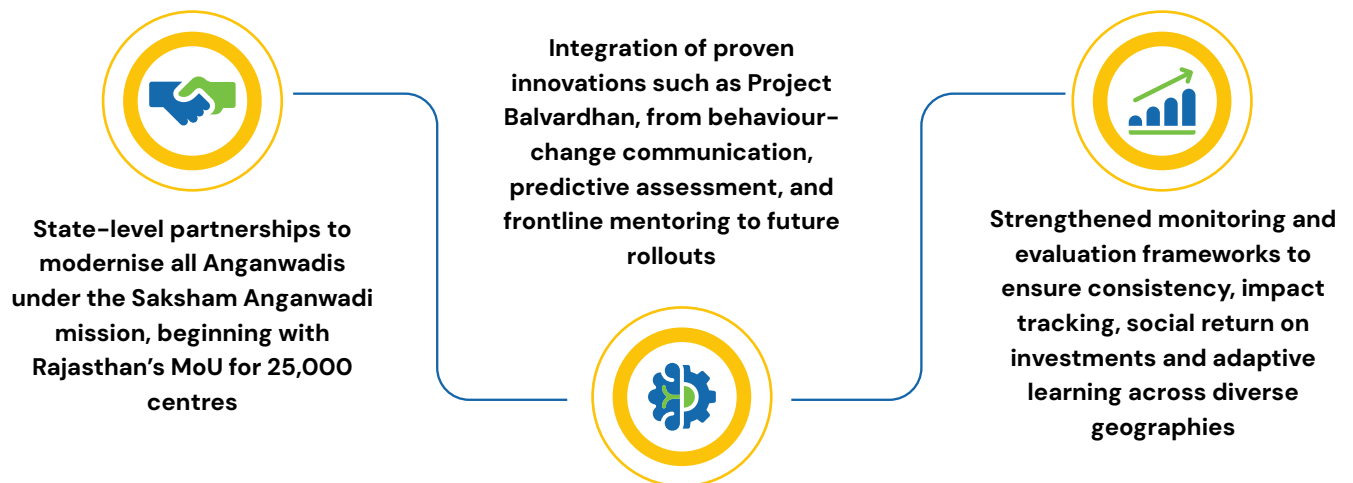 State-level partnerships to
modernise all Anganwadis
under the Saksham Anganwadi
mission, beginning with
Rajasthan's MoU for 25,000
centres
Integration of proven
innovations such as Project
Balvardhan, from behaviour-
change communication,
predictive assessment, and
frontline mentoring to future
rollouts
Strengthened monitoring and
evaluation frameworks to
ensure consistency, impact
tracking, social return on
investments and adaptive
learning across diverse
geographies